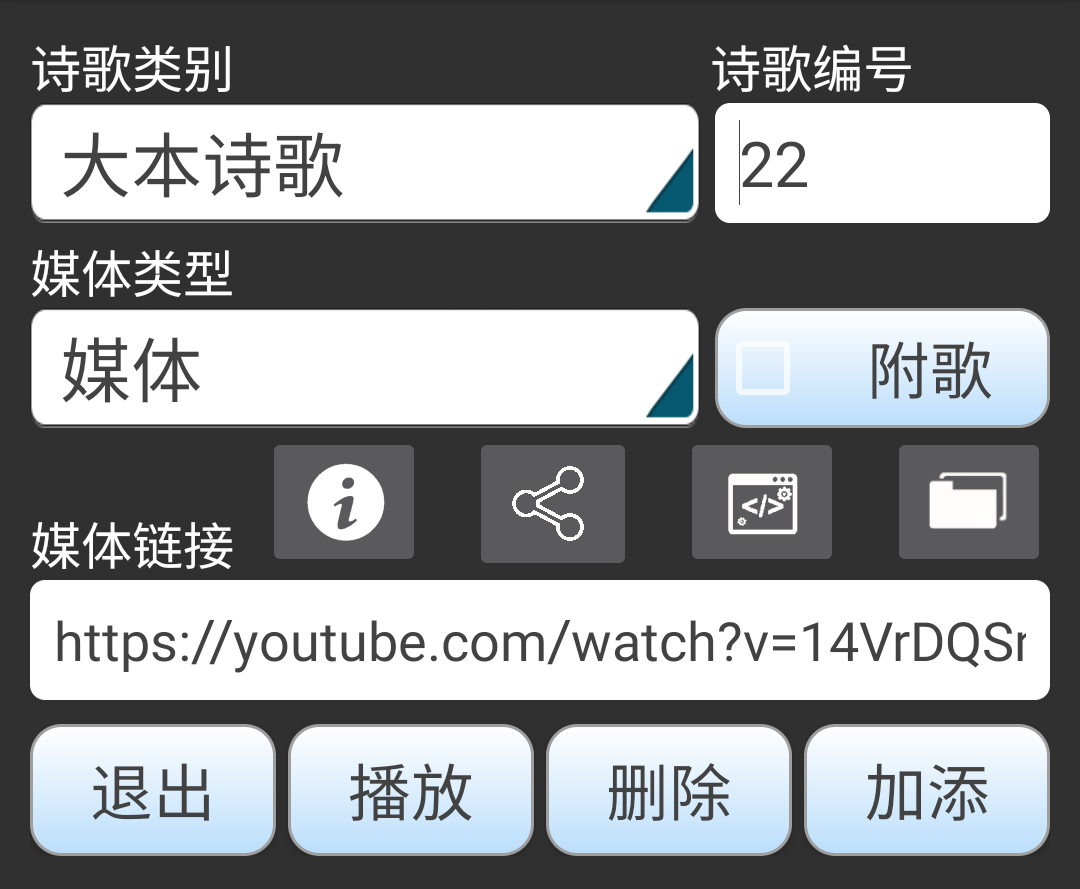 诗歌类别 诗歌编号
大本诗歌 22
媒体类型
媒体 附歌
媒体链接
https://youtube.com/watch?v=14VrDQSr
退出 播放 删除 加添